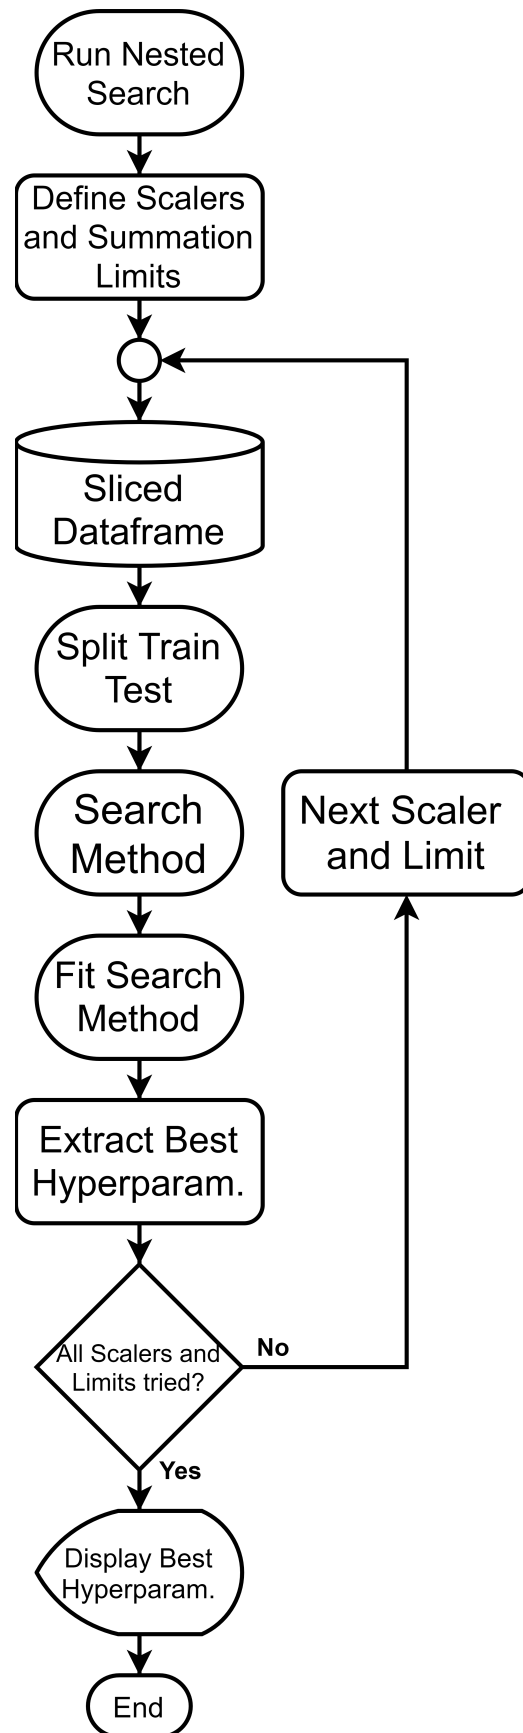 Run Nested
Search
Define Scalers
and Summation
Limits
Sliced
Dataframe
Split Train
Test
Search
Method
Next Scaler
and Limit
Fit Search
Method
Extract Best
Hyperparam.
All Scalers and
Limits tried?
No
Yes
Display Best
Hyperparam.
End